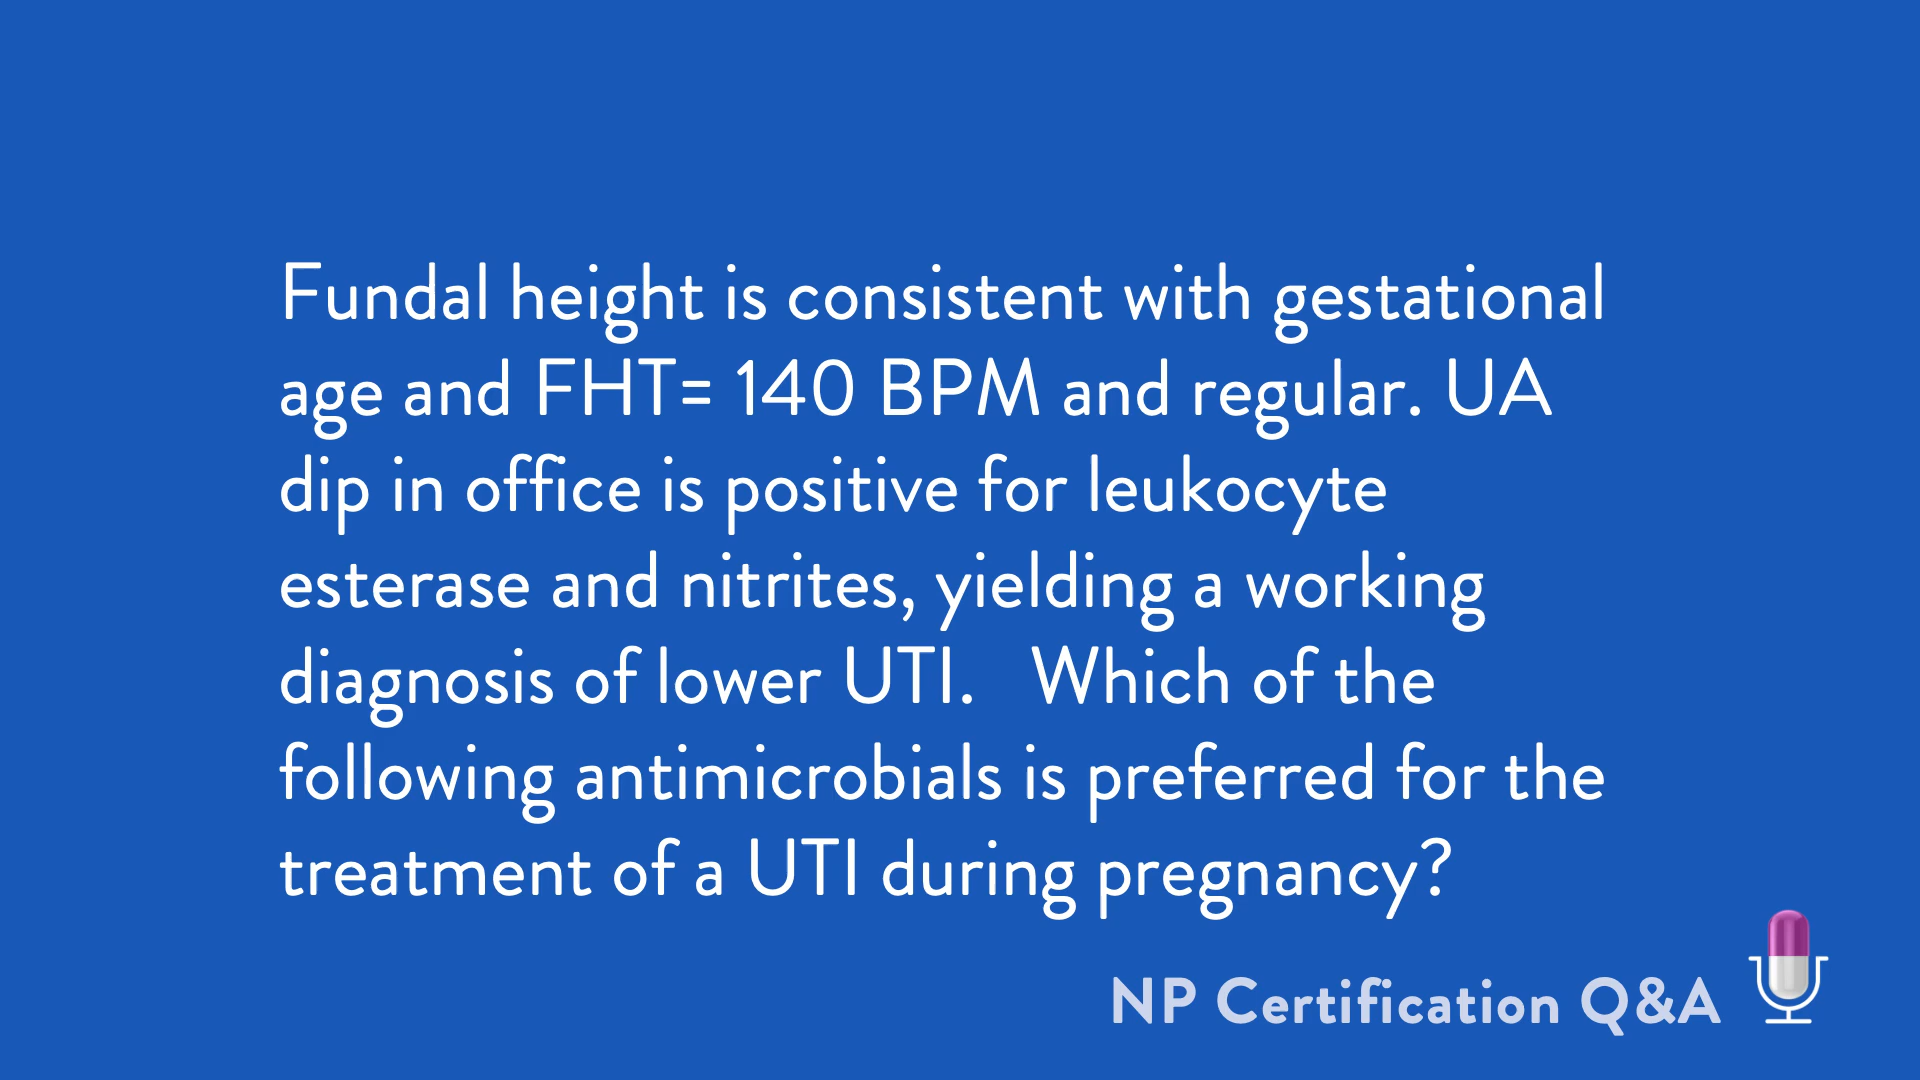 Fundal height is consistent with gestational
age and FHT= 140 BPM and regular. UA
dip in office is positive for leukocyte
esterase and nitrites, yielding a working
diagnosis of lower UTI.   Which of the
following antimicrobials is preferred for the
treatment of a UTI during pregnancy?
NP Certification Q&A